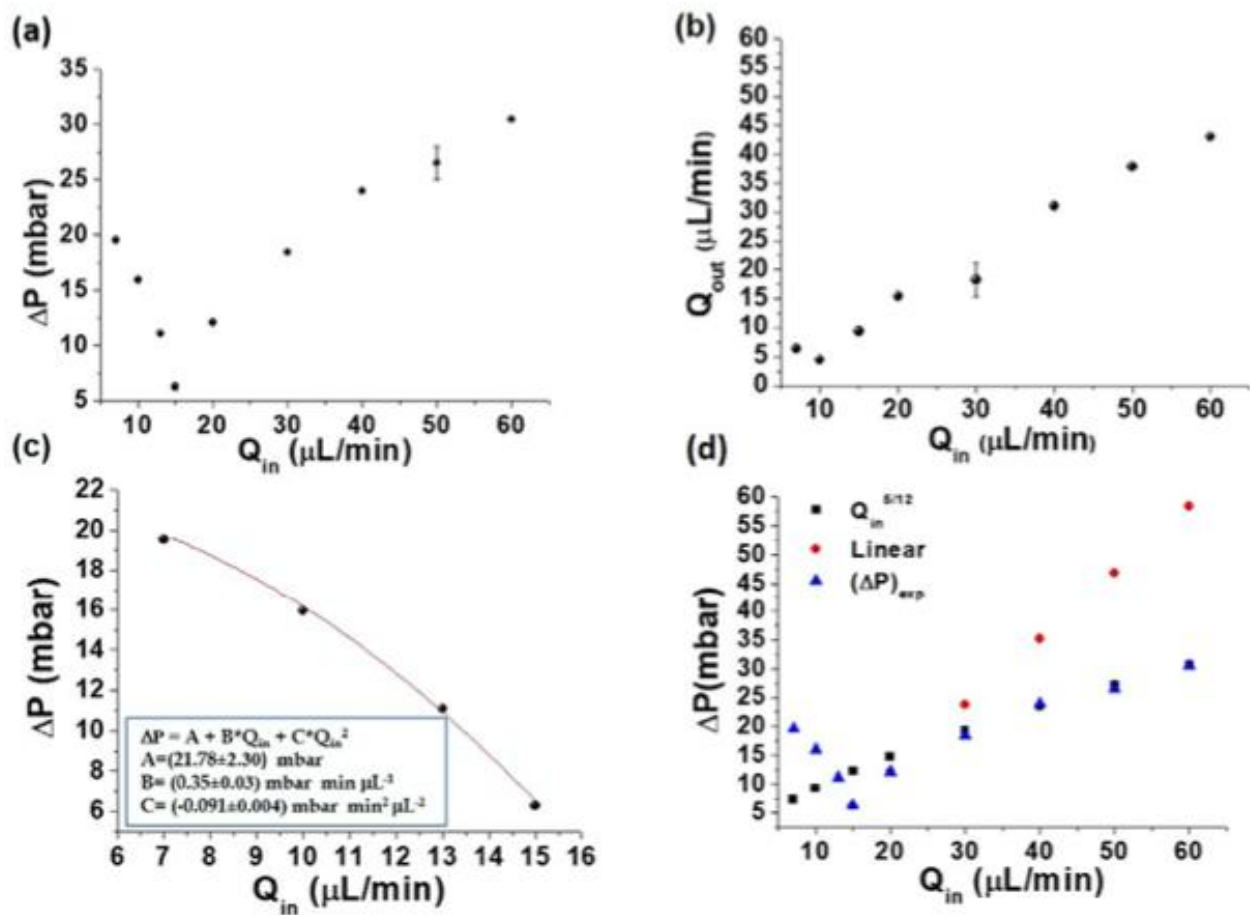 (a)
35
30
25
20
15
10
5
ΔP (mbar)
10 20 30 40 50 60
Q_in (μL/min)
(b)
60
55
50
45
40
35
30
25
20
15
10
5
0
Q_out (μL/min)
10 20 30 40 50 60
Q_in (μL/min)
(c)
22
20
18
16
14
12
10
8
6
ΔP (mbar)
ΔP = A + B*Q_in + C*Q_in^2
A=(21.78±2.30) mbar
B= (0.35±0.03) mbar min μL^-1
C= (-0.091±0.004) mbar min^2 μL^-2
6 7 8 9 10 11 12 13 14 15 16
Q_in (μL/min)
(d)
60
55
50
45
40
35
30
25
20
15
10
5
ΔP(mbar)
Q_in^5/12
Linear
(ΔP)_exp
10 20 30 40 50 60
Q_in (μL/min)